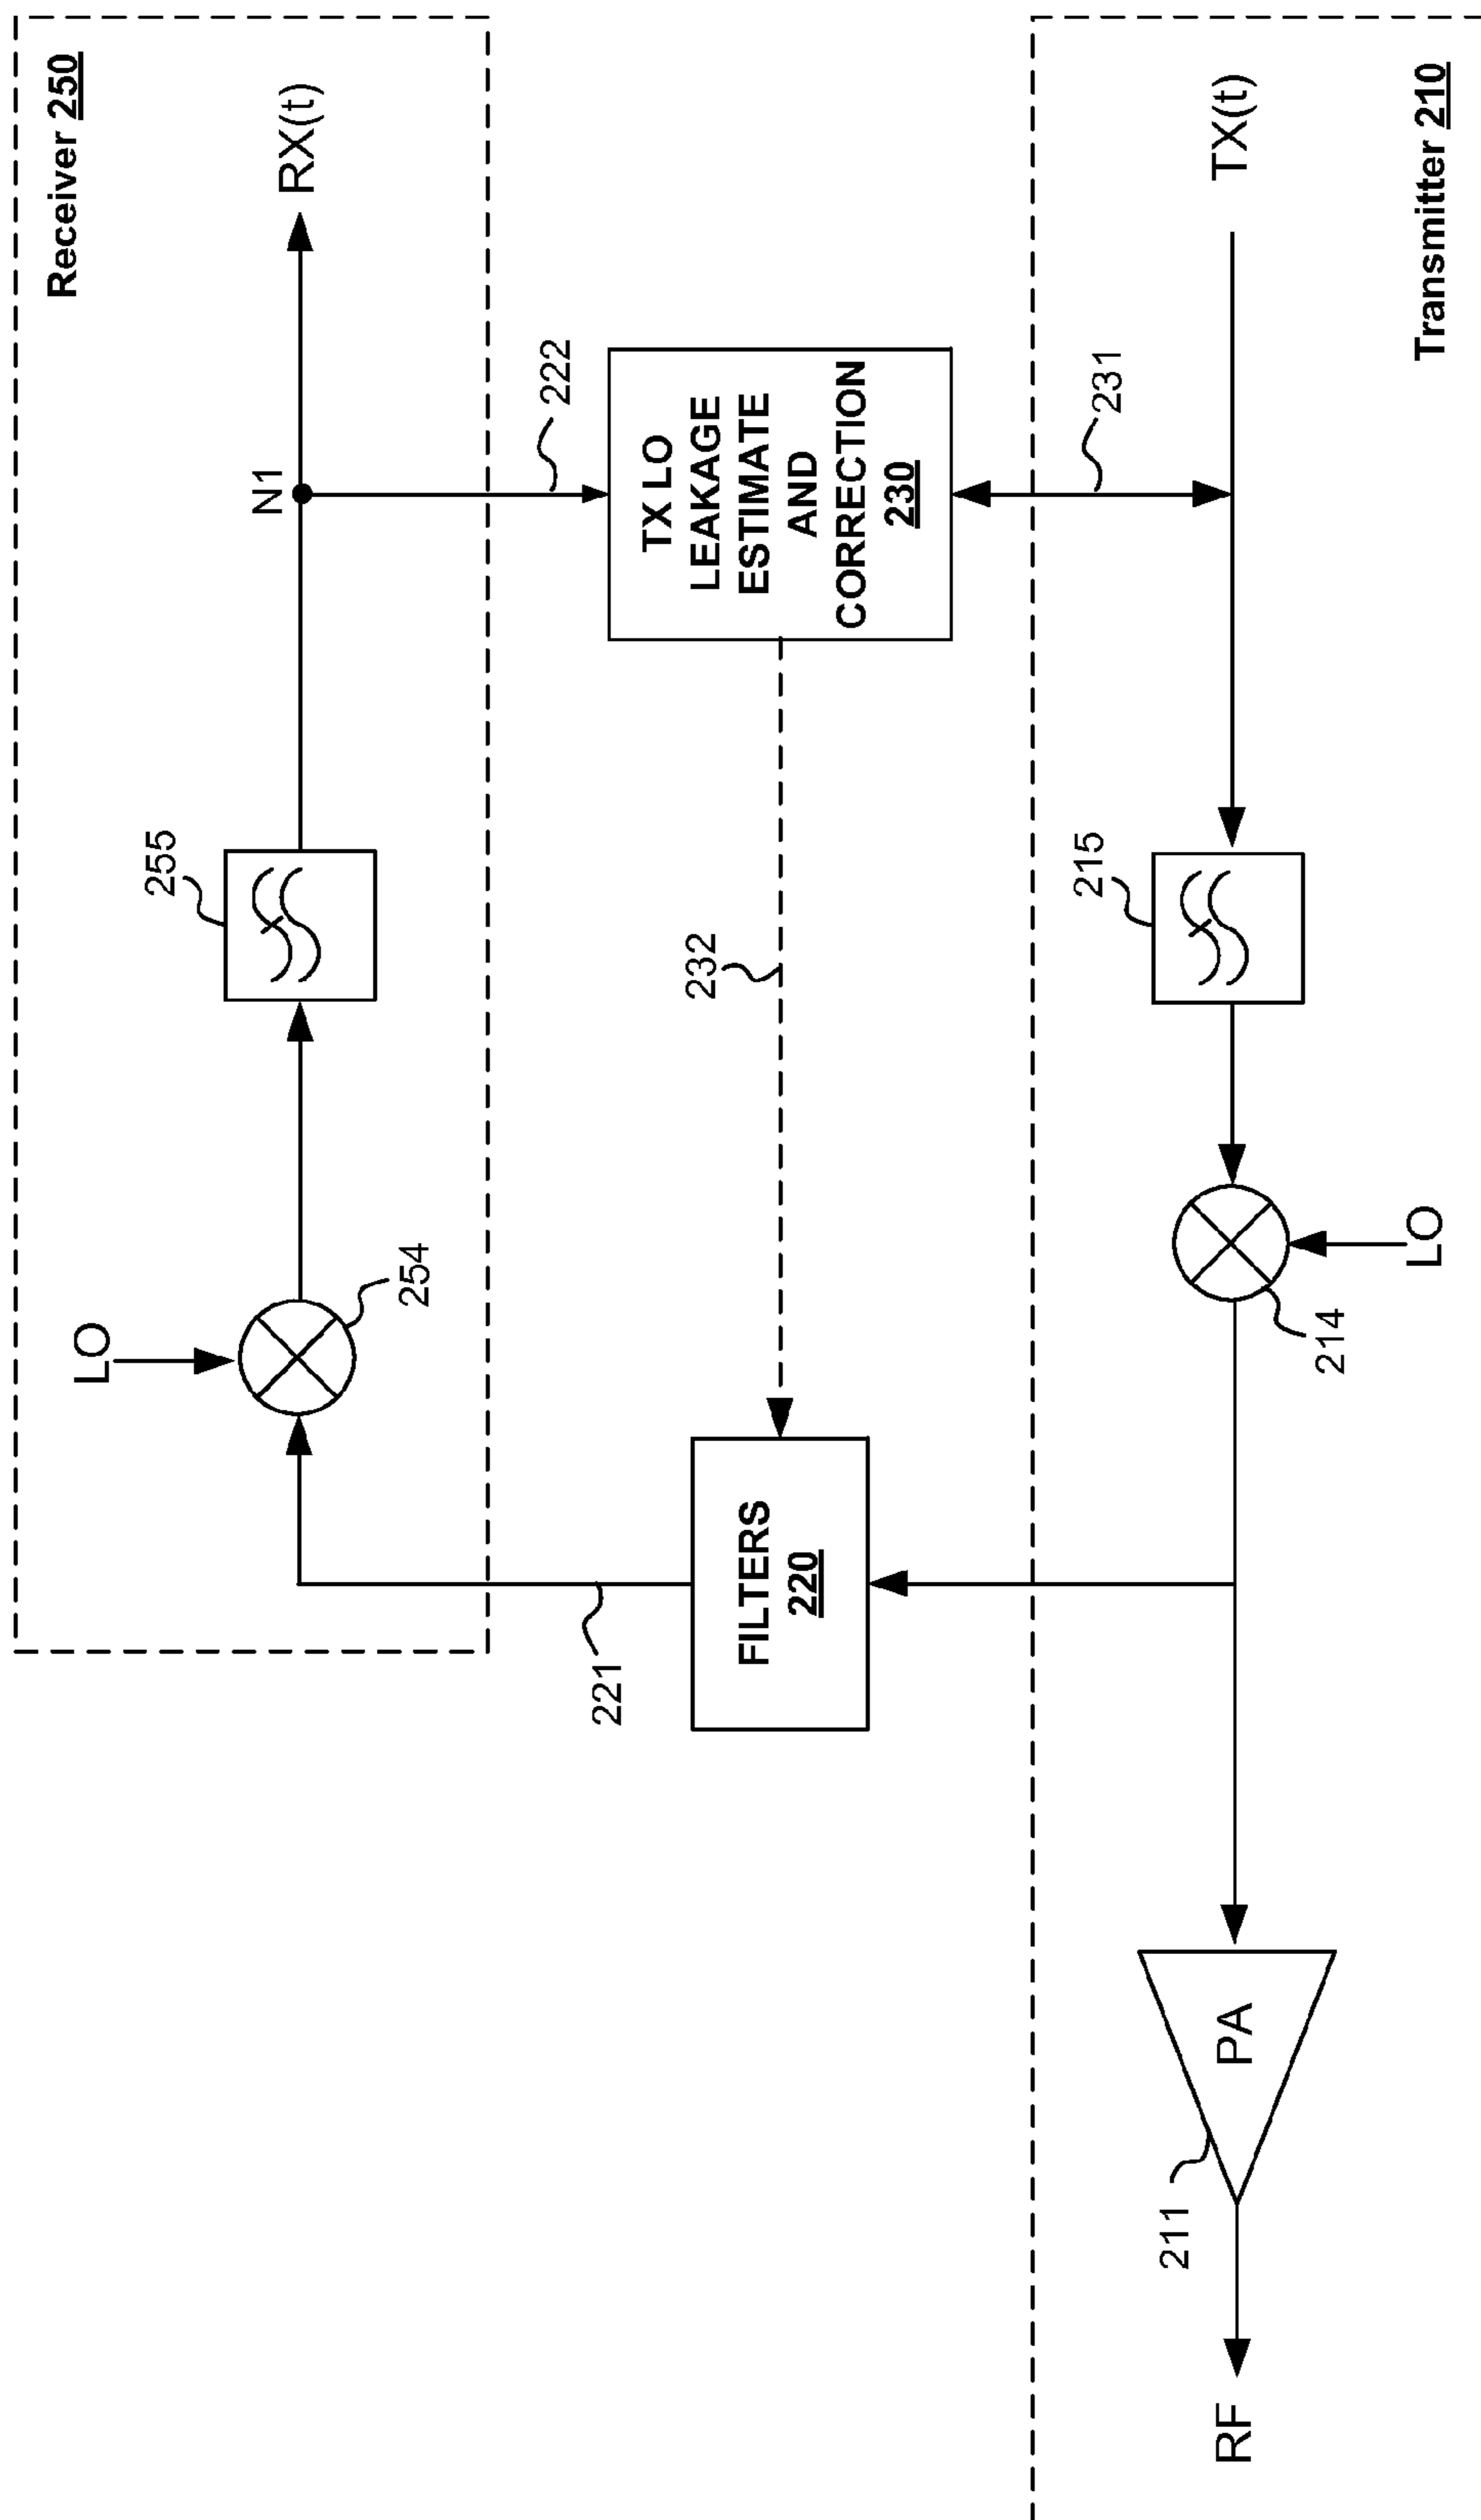 Receiver 250
RX(t)
N1
255
254
LO
222
TX LO
LEAKAGE
ESTIMATE
AND
CORRECTION
230
232
FILTERS
220
221
231
TX(t)
Transmitter 210
215
214
LO
PA
211
RF